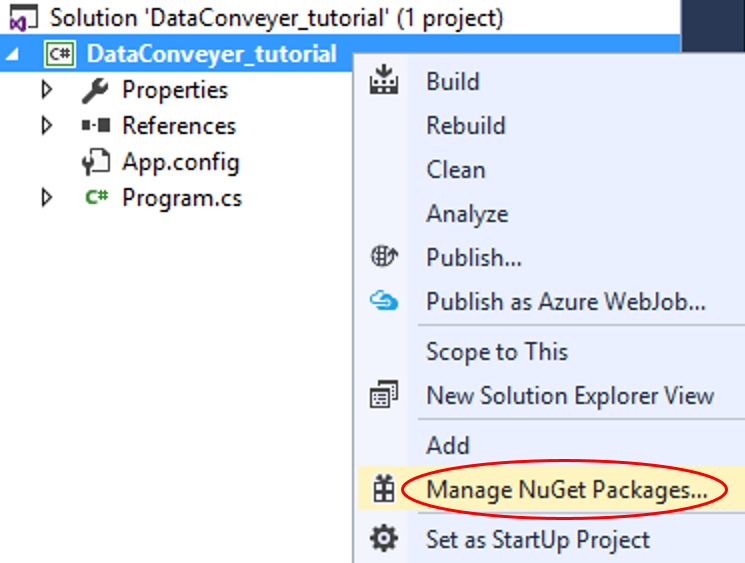 Solution 'DataConveyer_tutorial' (1 project)
C# DataConveyer_tutorial
Properties
References
App.config
C# Program.cs
Build
Rebuild
Clean
Analyze
Publish...
Publish as Azure WebJob...
Scope to This
New Solution Explorer View
Add
Manage NuGet Packages...
Set as StartUp Project